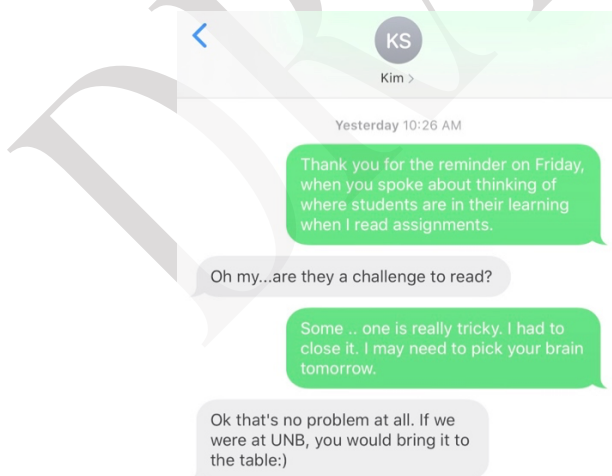 KS
Kim >
Yesterday 10:26 AM
Thank you for the reminder on Friday,
when you spoke about thinking of
where students are in their learning
when I read assignments.
Oh my...are they a challenge to read?
Some .. one is really tricky. I had to
close it. I may need to pick your brain
tomorrow.
Ok that's no problem at all. If we
were at UNB, you would bring it to
the table:)